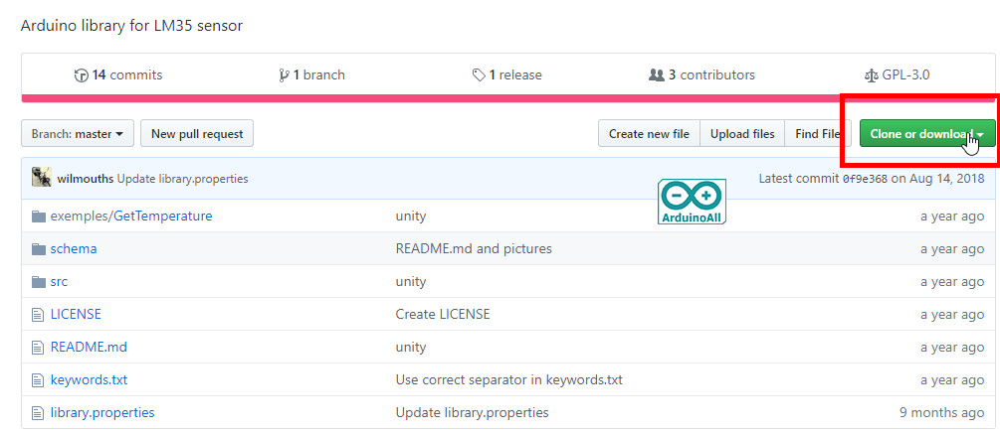 Arduino library for LM35 sensor
14 commits 1 branch 1 release 3 contributors GPL-3.0
Branch: master New pull request Create new file Upload files Find File Clone or download
wilmouths Update library.properties Latest commit 0f9e368 on Aug 14, 2018
ArduinoAll
exemples/GetTemperature unity a year ago
schema README.md and pictures a year ago
src unity a year ago
LICENSE Create LICENSE a year ago
README.md unity a year ago
keywords.txt Use correct separator in keywords.txt a year ago
library.properties Update library.properties 9 months ago